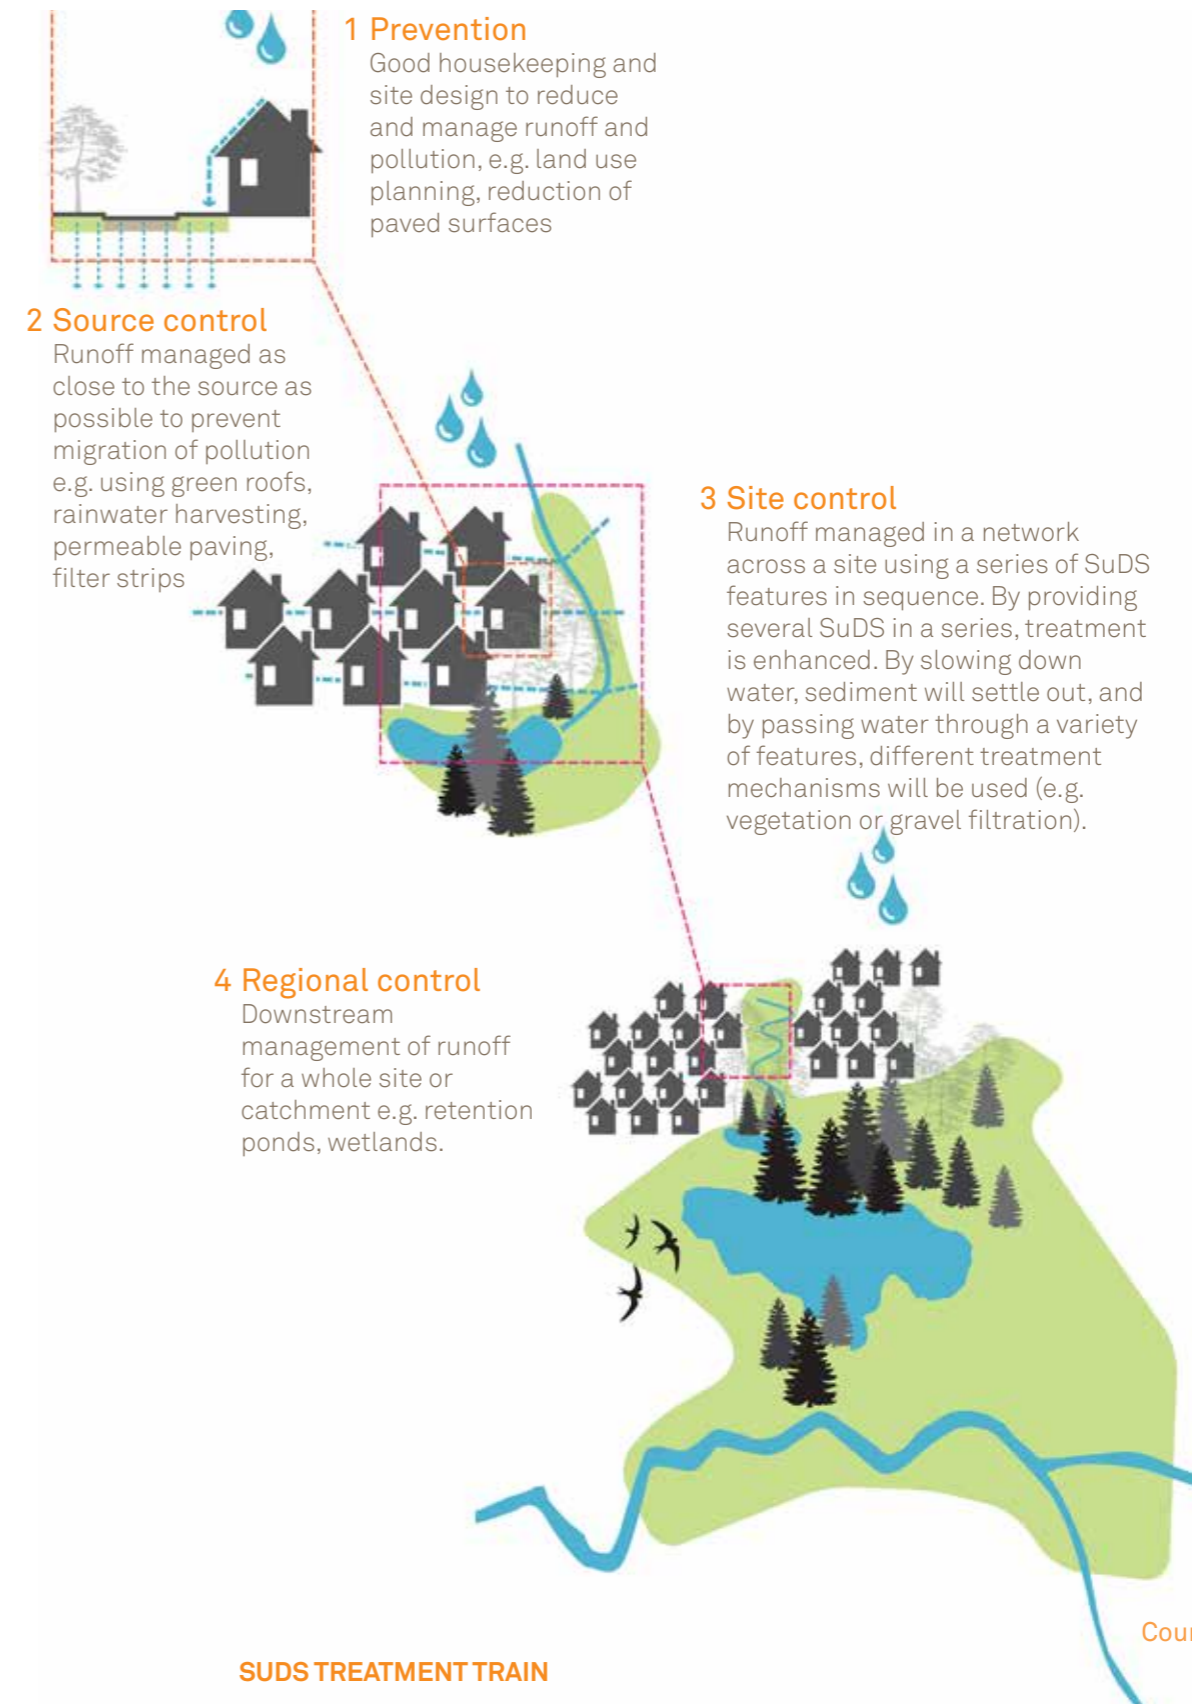 1 Prevention
Good housekeeping and
site design to reduce
and manage runoff and
pollution, e.g. land use
planning, reduction of
paved surfaces
2 Source control
Runoff managed as
close to the source as
possible to prevent
migration of pollution
e.g. using green roofs,
rainwater harvesting,
permeable paving,
filter strips
3 Site control
Runoff managed in a network
across a site using a series of SuDS
features in sequence. By providing
several SuDS in a series, treatment
is enhanced. By slowing down
water, sediment will settle out, and
by passing water through a variety
of features, different treatment
mechanisms will be used (e.g.
vegetation or gravel filtration).
4 Regional control
Downstream
management of runoff
for a whole site or
catchment e.g. retention
ponds, wetlands.
SUDS TREATMENT TRAIN